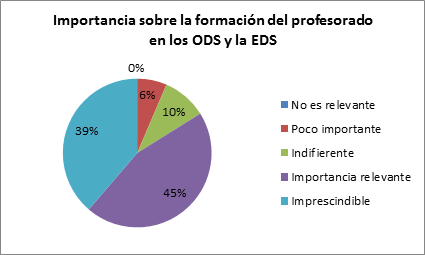 Importancia sobre la formación del profesorado
en los ODS y la EDS
0%
6%
10%
39%
45%
No es relevante
Poco importante
Indifierente
Importancia relevante
Imprescindible